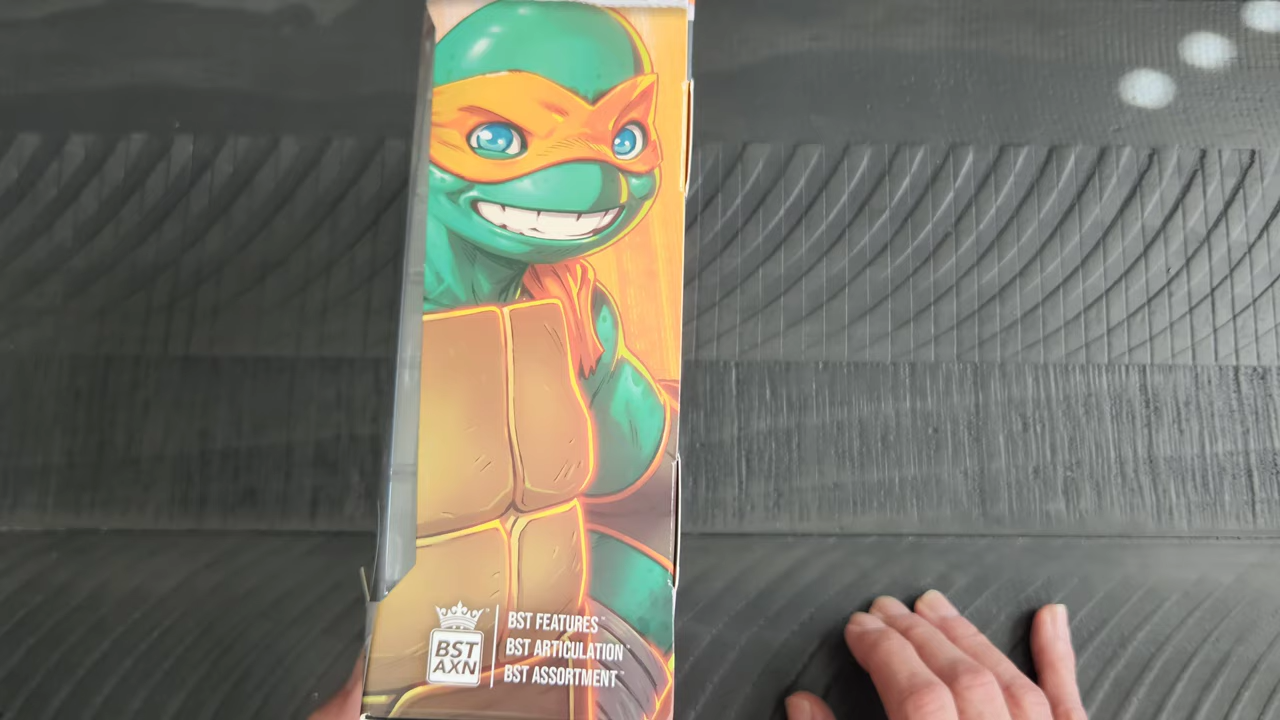 BST
AXN
BST FEATURES™
BST ARTICULATION™
BST ASSORTMENT™